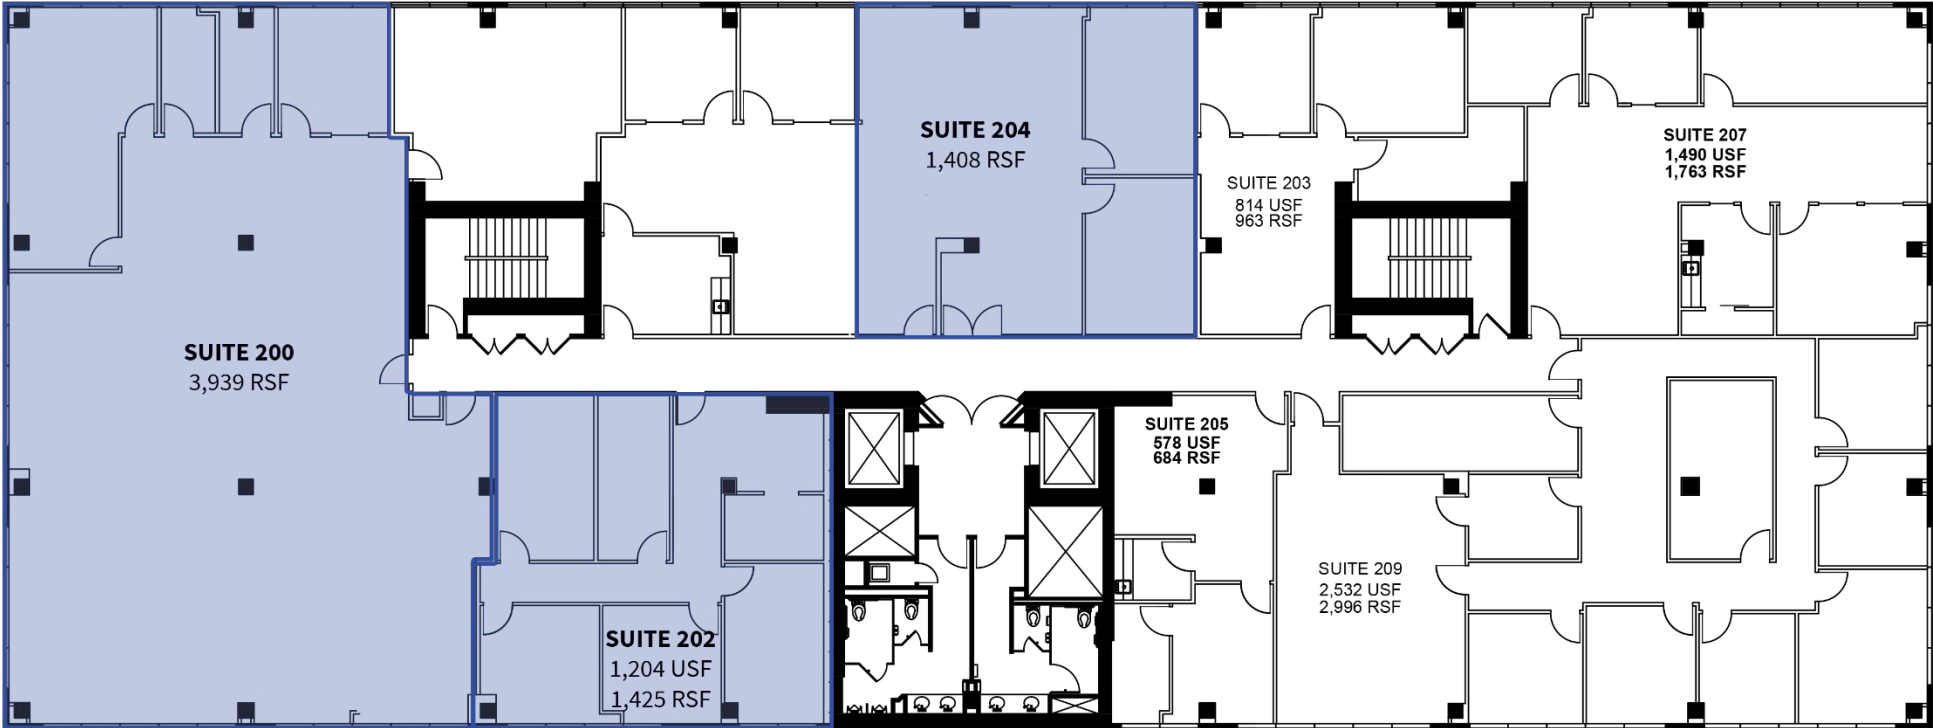 SUITE 204
1,408 RSF
SUITE 207
1,490 USF
1,763 RSF
SUITE 203
814 USF
963 RSF
SUITE 200
3,939 RSF
SUITE 205
578 USF
684 RSF
SUITE 209
2,532 USF
2,996 RSF
SUITE 202
1,204 USF
1,425 RSF